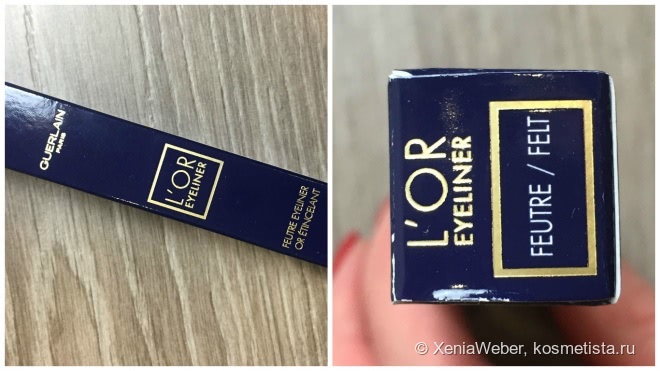 GUERLAIN
PARIS
L'OR
EYELINER
FEUTRE EYELINER
OR ÉTINCELANT
L'OR
EYELINER
FEUTRE / FELT
© XeniaWeber, kosmetista.ru